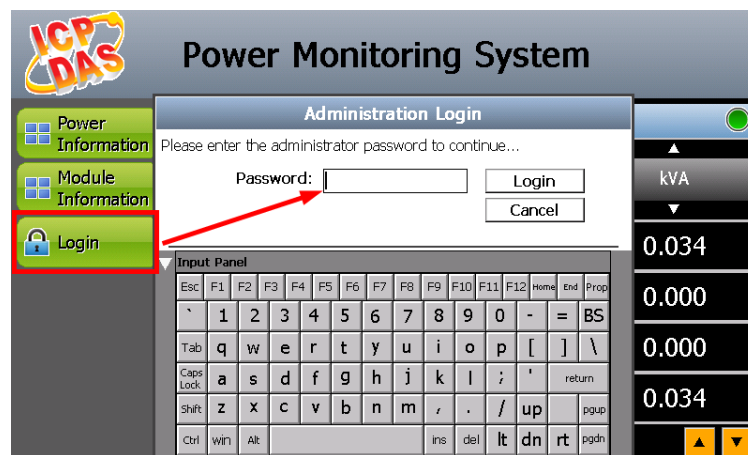 ICP
DAS
Power Monitoring System
Power
Information
Module
Information
Login
Administration Login
Please enter the administrator password to continue...
Password:
Login
Cancel
kVA
0.034
0.000
0.000
0.034
Input Panel
Esc F1 F2 F3 F4 F5 F6 F7 F8 F9 F10 F11 F12 Home End Prop
` 1 2 3 4 5 6 7 8 9 0 - = BS
Tab q w e r t y u i o p [ ] \
Caps Lock a s d f g h j k l ; ' return
Shift z x c v b n m , . / up pgup
Ctrl win Alt ins del lt dn rt pgdn